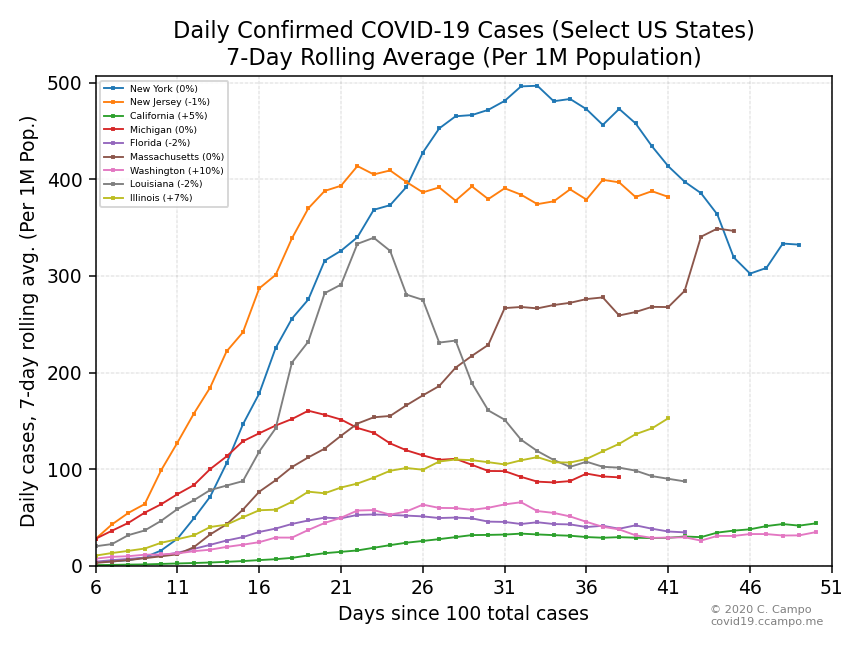 Daily Confirmed COVID-19 Cases (Select US States)
7-Day Rolling Average (Per 1M Population)
Daily cases, 7-day rolling avg. (Per 1M Pop.)
500
400
300
200
100
0
New York (0%)
New Jersey (-1%)
California (+5%)
Michigan (0%)
Florida (-2%)
Massachusetts (0%)
Washington (+10%)
Louisiana (-2%)
Illinois (+7%)
6 11 16 21 26 31 36 41 46 51
Days since 100 total cases
© 2020 C. Campo
covid19.ccampo.me